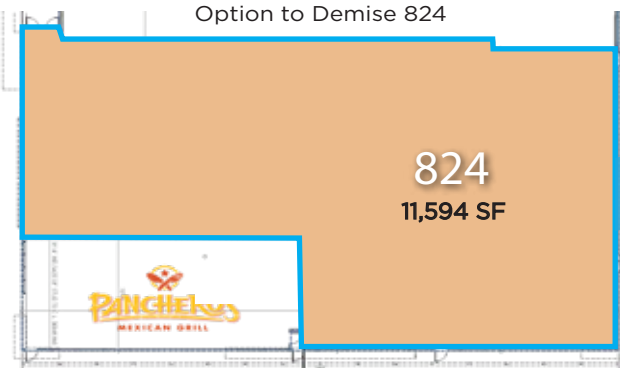 Option to Demise 824
824
11,594 SF
PANCHEROS
MEXICAN GRILL